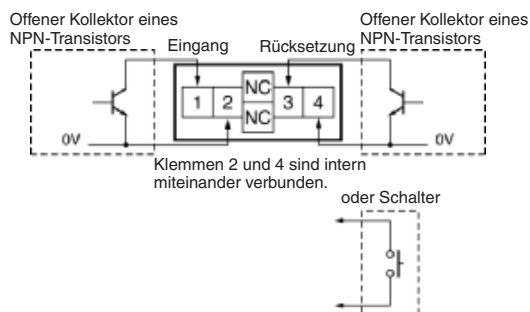 Offener Kollektor eines
NPN-Transistors
Offener Kollektor eines
NPN-Transistors
Eingang
Rücksetzung
NC
1 2 3 4
NC
0V
0V
Klemmen 2 und 4 sind intern
miteinander verbunden.
oder Schalter